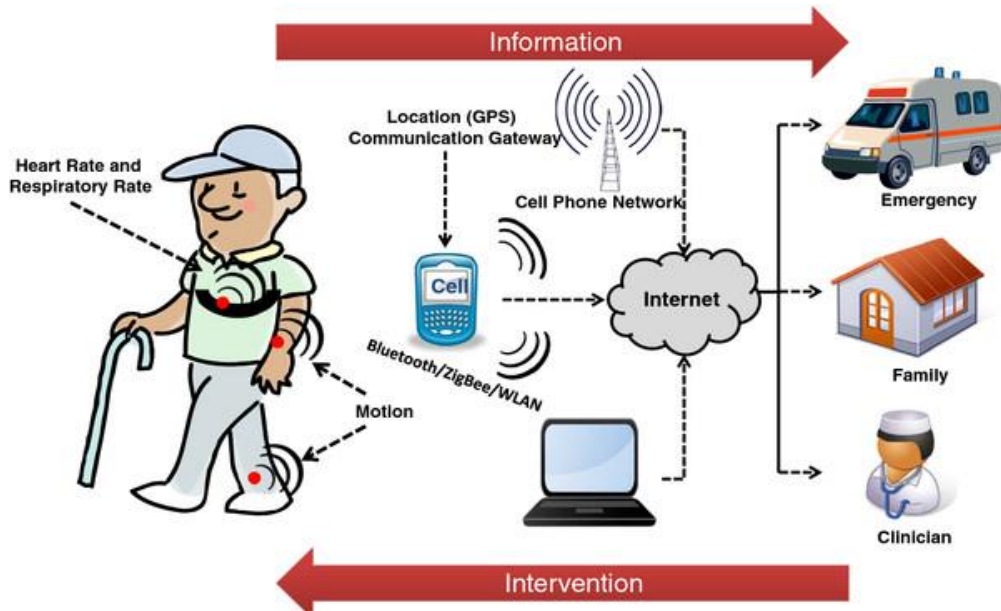 Information
Location (GPS)
Communication Gateway
Heart Rate and
Respiratory Rate
Cell Phone Network
Emergency
Cell
Internet
Bluetooth/ZigBee/WLAN
Family
Motion
Clinician
Intervention